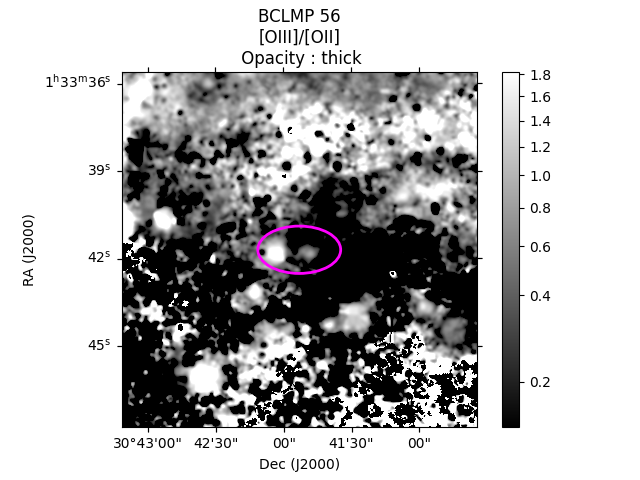 BCLMP 56
[OIII]/[OII]
Opacity : thick
1ʰ33ᵐ36ˢ
39ˢ
42ˢ
45ˢ
RA (J2000)
30°43'00" 42'30" 00" 41'30" 00"
Dec (J2000)
1.8
1.6
1.4
1.2
1.0
0.8
0.6
0.4
0.2